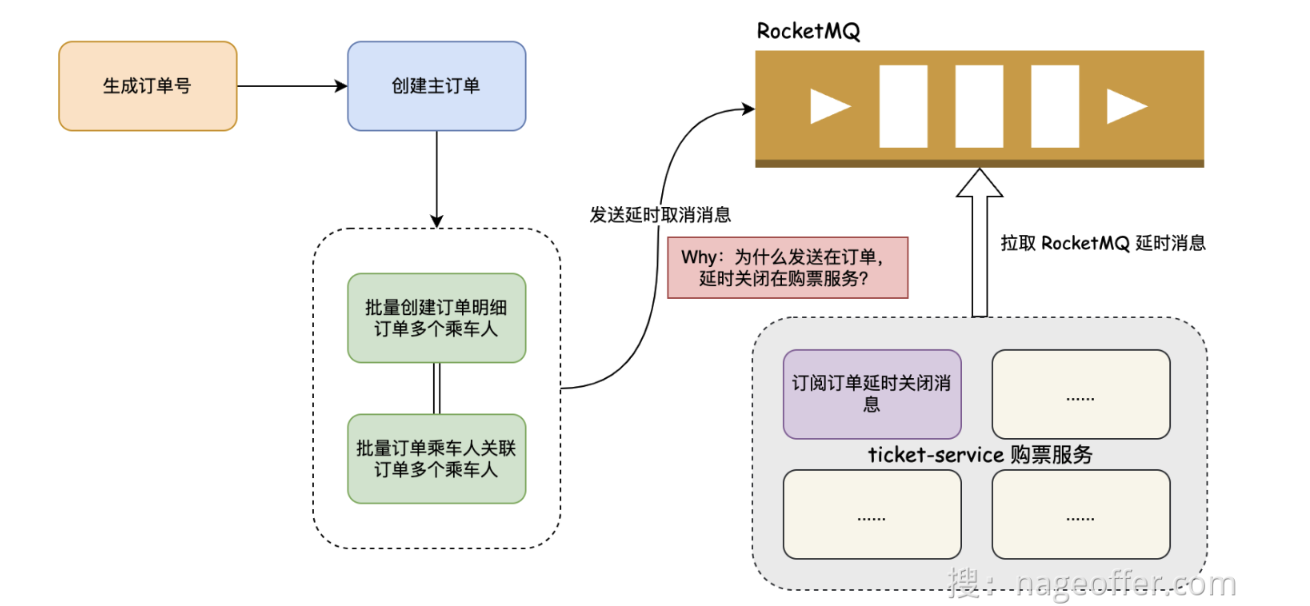 RocketMQ
生成订单号
创建主订单
发送延时取消消息
Why：为什么发送在订单，
延时关闭在购票服务？
拉取 RocketMQ 延时消息
批量创建订单明细
订单多个乘车人
批量订单乘车人关联
订单多个乘车人
订阅订单延时关闭消
息
......
ticket-service 购票服务
......
......
搜：nageoffer.com